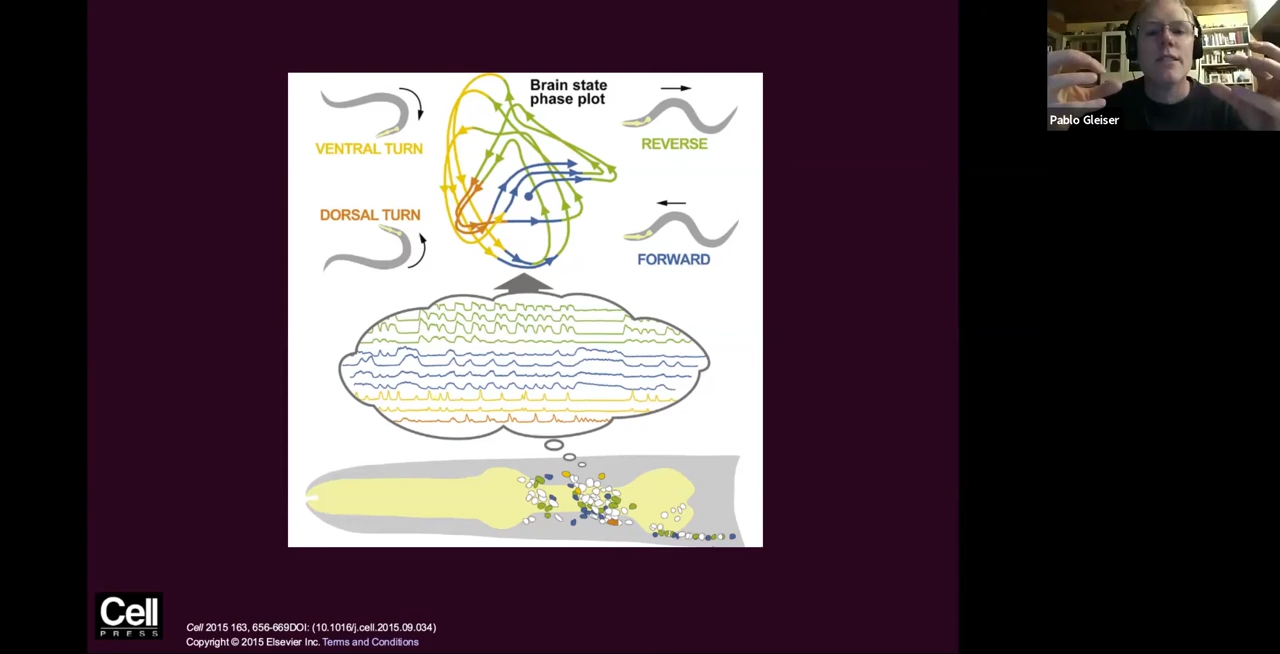 Brain state
phase plot
VENTRAL TURN
REVERSE
DORSAL TURN
FORWARD
Pablo Gleiser
Cell
PRESS
Cell 2015 163, 656-669DOI: (10.1016/j.cell.2015.09.034)
Copyright © 2015 Elsevier Inc. Terms and Conditions